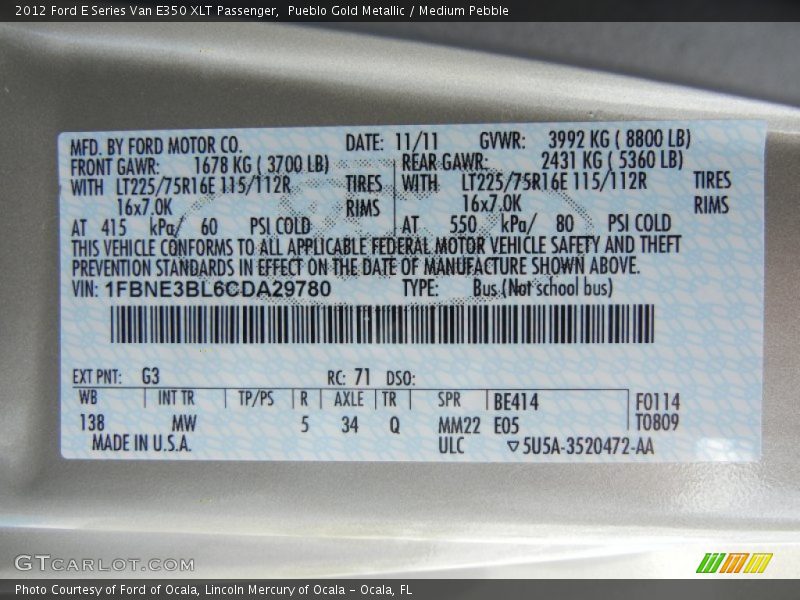 2012 Ford E Series Van E350 XLT Passenger,  Pueblo Gold Metallic / Medium Pebble
MFD. BY FORD MOTOR CO. DATE: 11/11 GVWR: 3992 KG ( 8800 LB)
FRONT GAWR: 1678 KG ( 3700 LB) REAR GAWR: 2431 KG ( 5360 LB)
WITH LT225/75R16E 115/112R TIRES WITH LT225/75R16E 115/112R TIRES
16x7.0K RIMS 16x7.0K RIMS
AT 415 kPa/ 60 PSI COLD AT 550 kPa/ 80 PSI COLD
THIS VEHICLE CONFORMS TO ALL APPLICABLE FEDERAL MOTOR VEHICLE SAFETY AND THEFT
PREVENTION STANDARDS IN EFFECT ON THE DATE OF MANUFACTURE SHOWN ABOVE.
VIN: 1FBNE3BL6CDA29780 TYPE: Bus (Not school bus)
EXT PNT: G3 RC: 71 DSO:
WB INT TR TP/PS R AXLE TR SPR BE414 F0114
138 MW 5 34 Q MM22 E05 T0809
MADE IN U.S.A. ULC ▽5U5A-3520472-AA
GTCARLOT.COM
Photo Courtesy of Ford of Ocala, Lincoln Mercury of Ocala - Ocala, FL